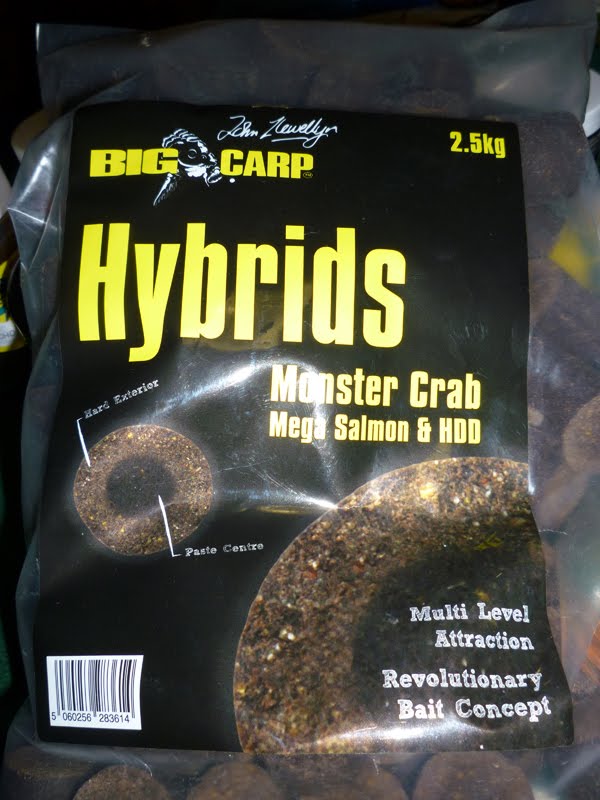 John Llewellyn
BIG CARP™
2.5kg
Hybrids
Monster Crab
Mega Salmon & HDD
Hard Exterior
Paste Centre
Multi Level
Attraction
Revolutionary
Bait Concept
5 060256 283614